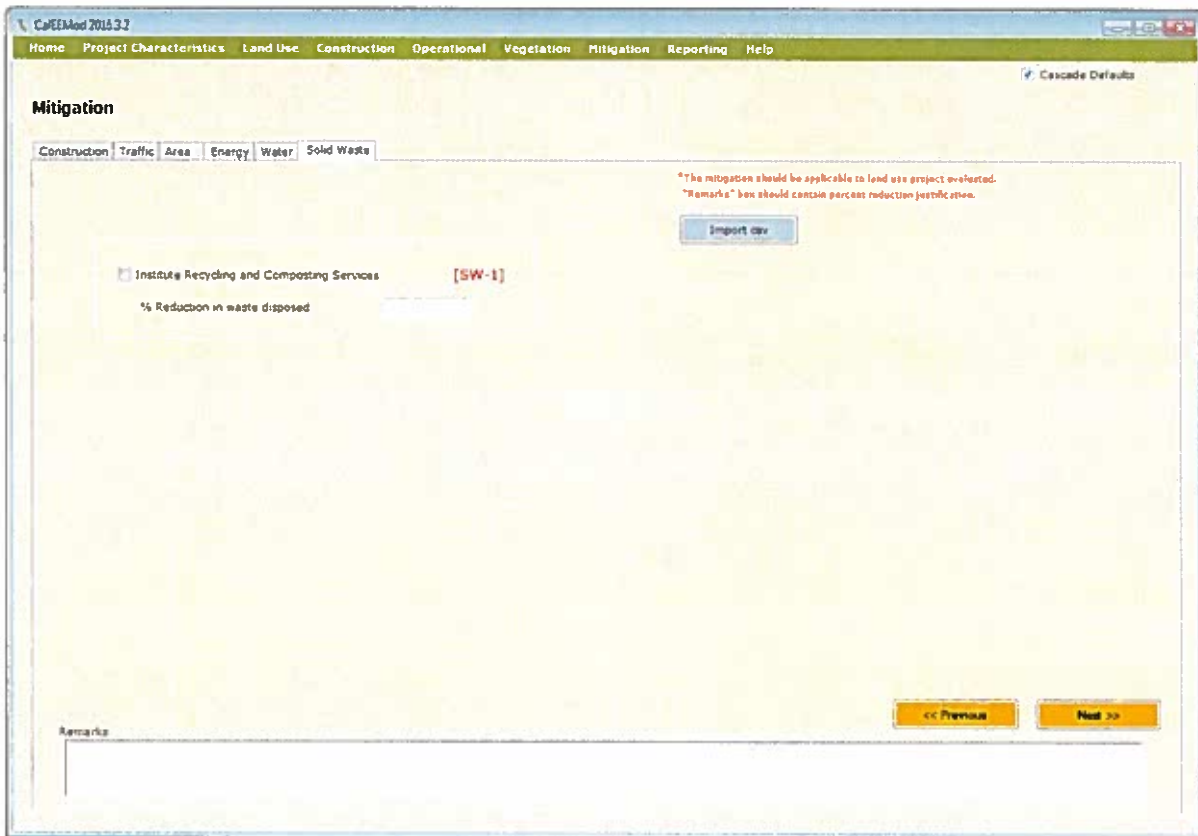 CalEEMod 2016.3.2
Home Project Characteristics Land Use Construction Operational Vegetation Mitigation Reporting Help
Cascade Defaults
Mitigation
Construction Traffic Area Energy Water Solid Waste
*The mitigation should be applicable to land use project evaluated.
"Remarks" box should contain percent reduction justification.
Import csv
Institute Recycling and Composting Services [SW-1]
% Reduction in waste disposed
<< Previous Next >>
Remarks